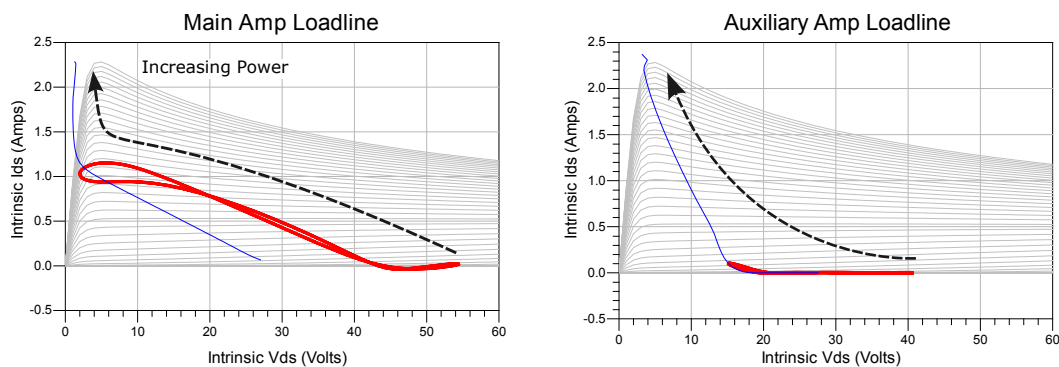 Main Amp Loadline
2.5
2.0
1.5
1.0
0.5
0.0
-0.5
Intrinsic Ids (Amps)
Increasing Power
0 10 20 30 40 50 60
Intrinsic Vds (Volts)
Auxiliary Amp Loadline
2.5
2.0
1.5
1.0
0.5
0.0
-0.5
Intrinsic Ids (Amps)
0 10 20 30 40 50 60
Intrinsic Vds (Volts)